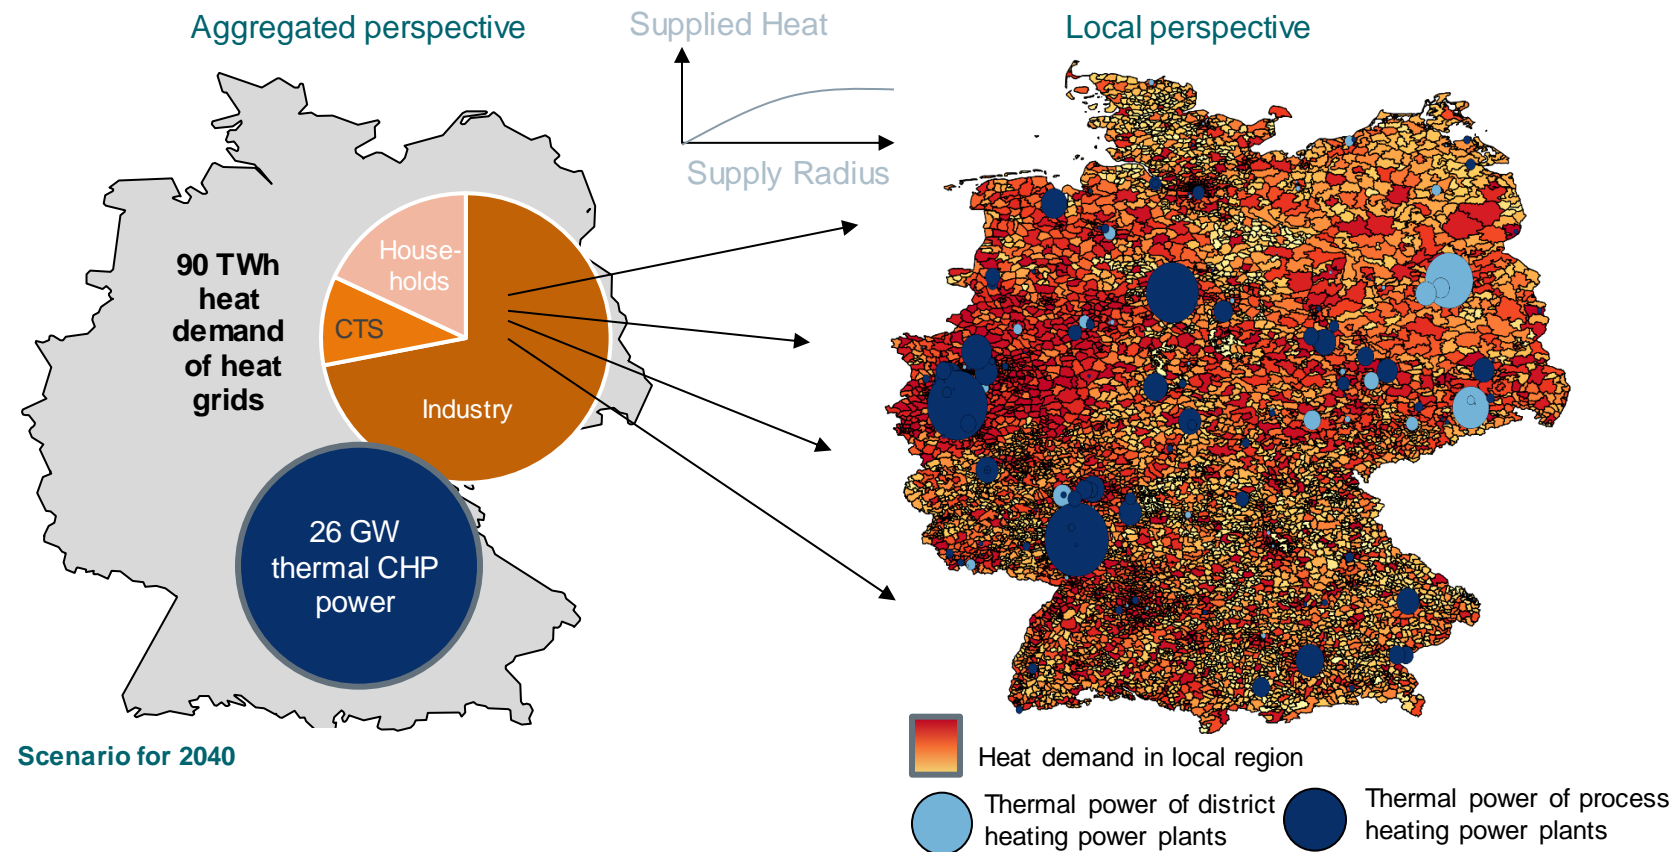 Aggregated perspective
Supplied Heat
Supply Radius
Local perspective
90 TWh
heat
demand
of heat
grids
House-
holds
CTS
Industry
26 GW
thermal CHP
power
Scenario for 2040
Heat demand in local region
Thermal power of district
heating power plants
Thermal power of process
heating power plants